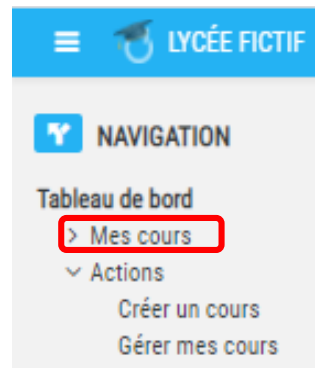 LYCÉE FICTIF
NAVIGATION
Tableau de bord
Mes cours
Actions
Créer un cours
Gérer mes cours